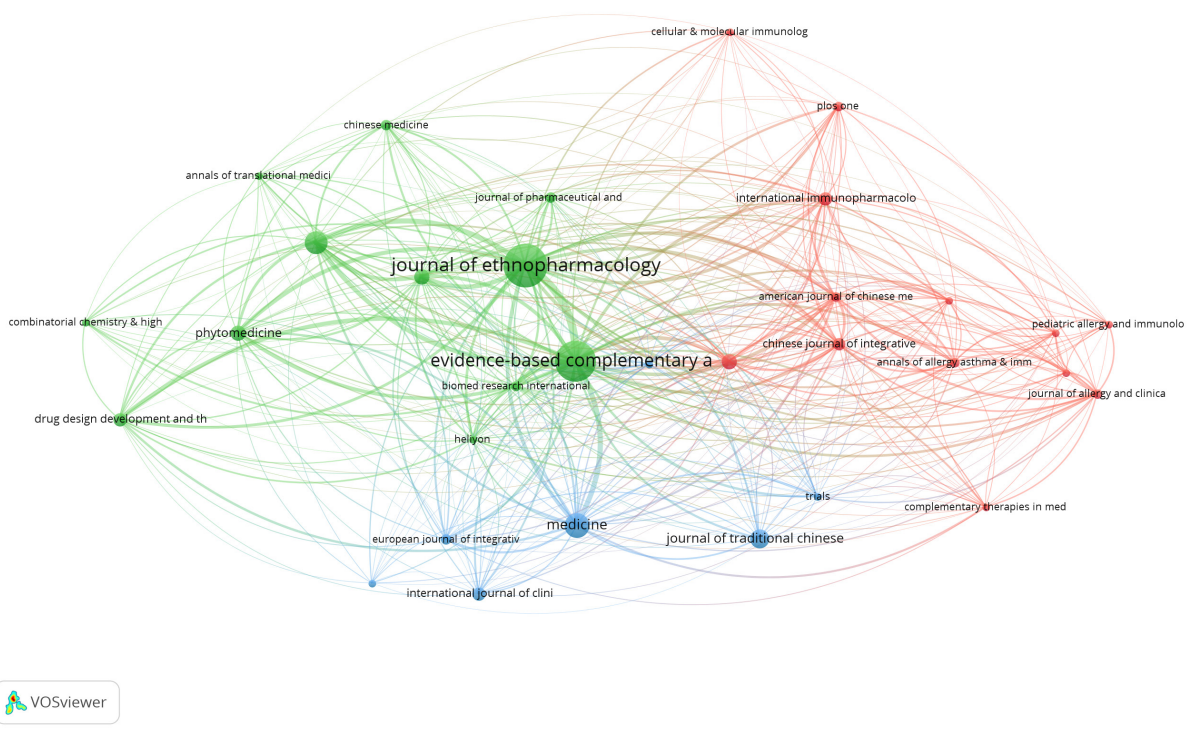 cellular & molecular immunolog
plos one
chinese medicine
annals of translational medici
journal of pharmaceutical and
international immunopharmacolo
journal of ethnopharmacology
american journal of chinese me
combinatorial chemistry & high
pediatric allergy and immunolo
phytomedicine
chinese journal of integrative
evidence-based complementary a
annals of allergy asthma & imm
biomed research international
journal of allergy and clinica
drug design development and th
heliyon
trials
complementary therapies in med
medicine
european journal of integrativ
journal of traditional chinese
international journal of clini
VOSviewer